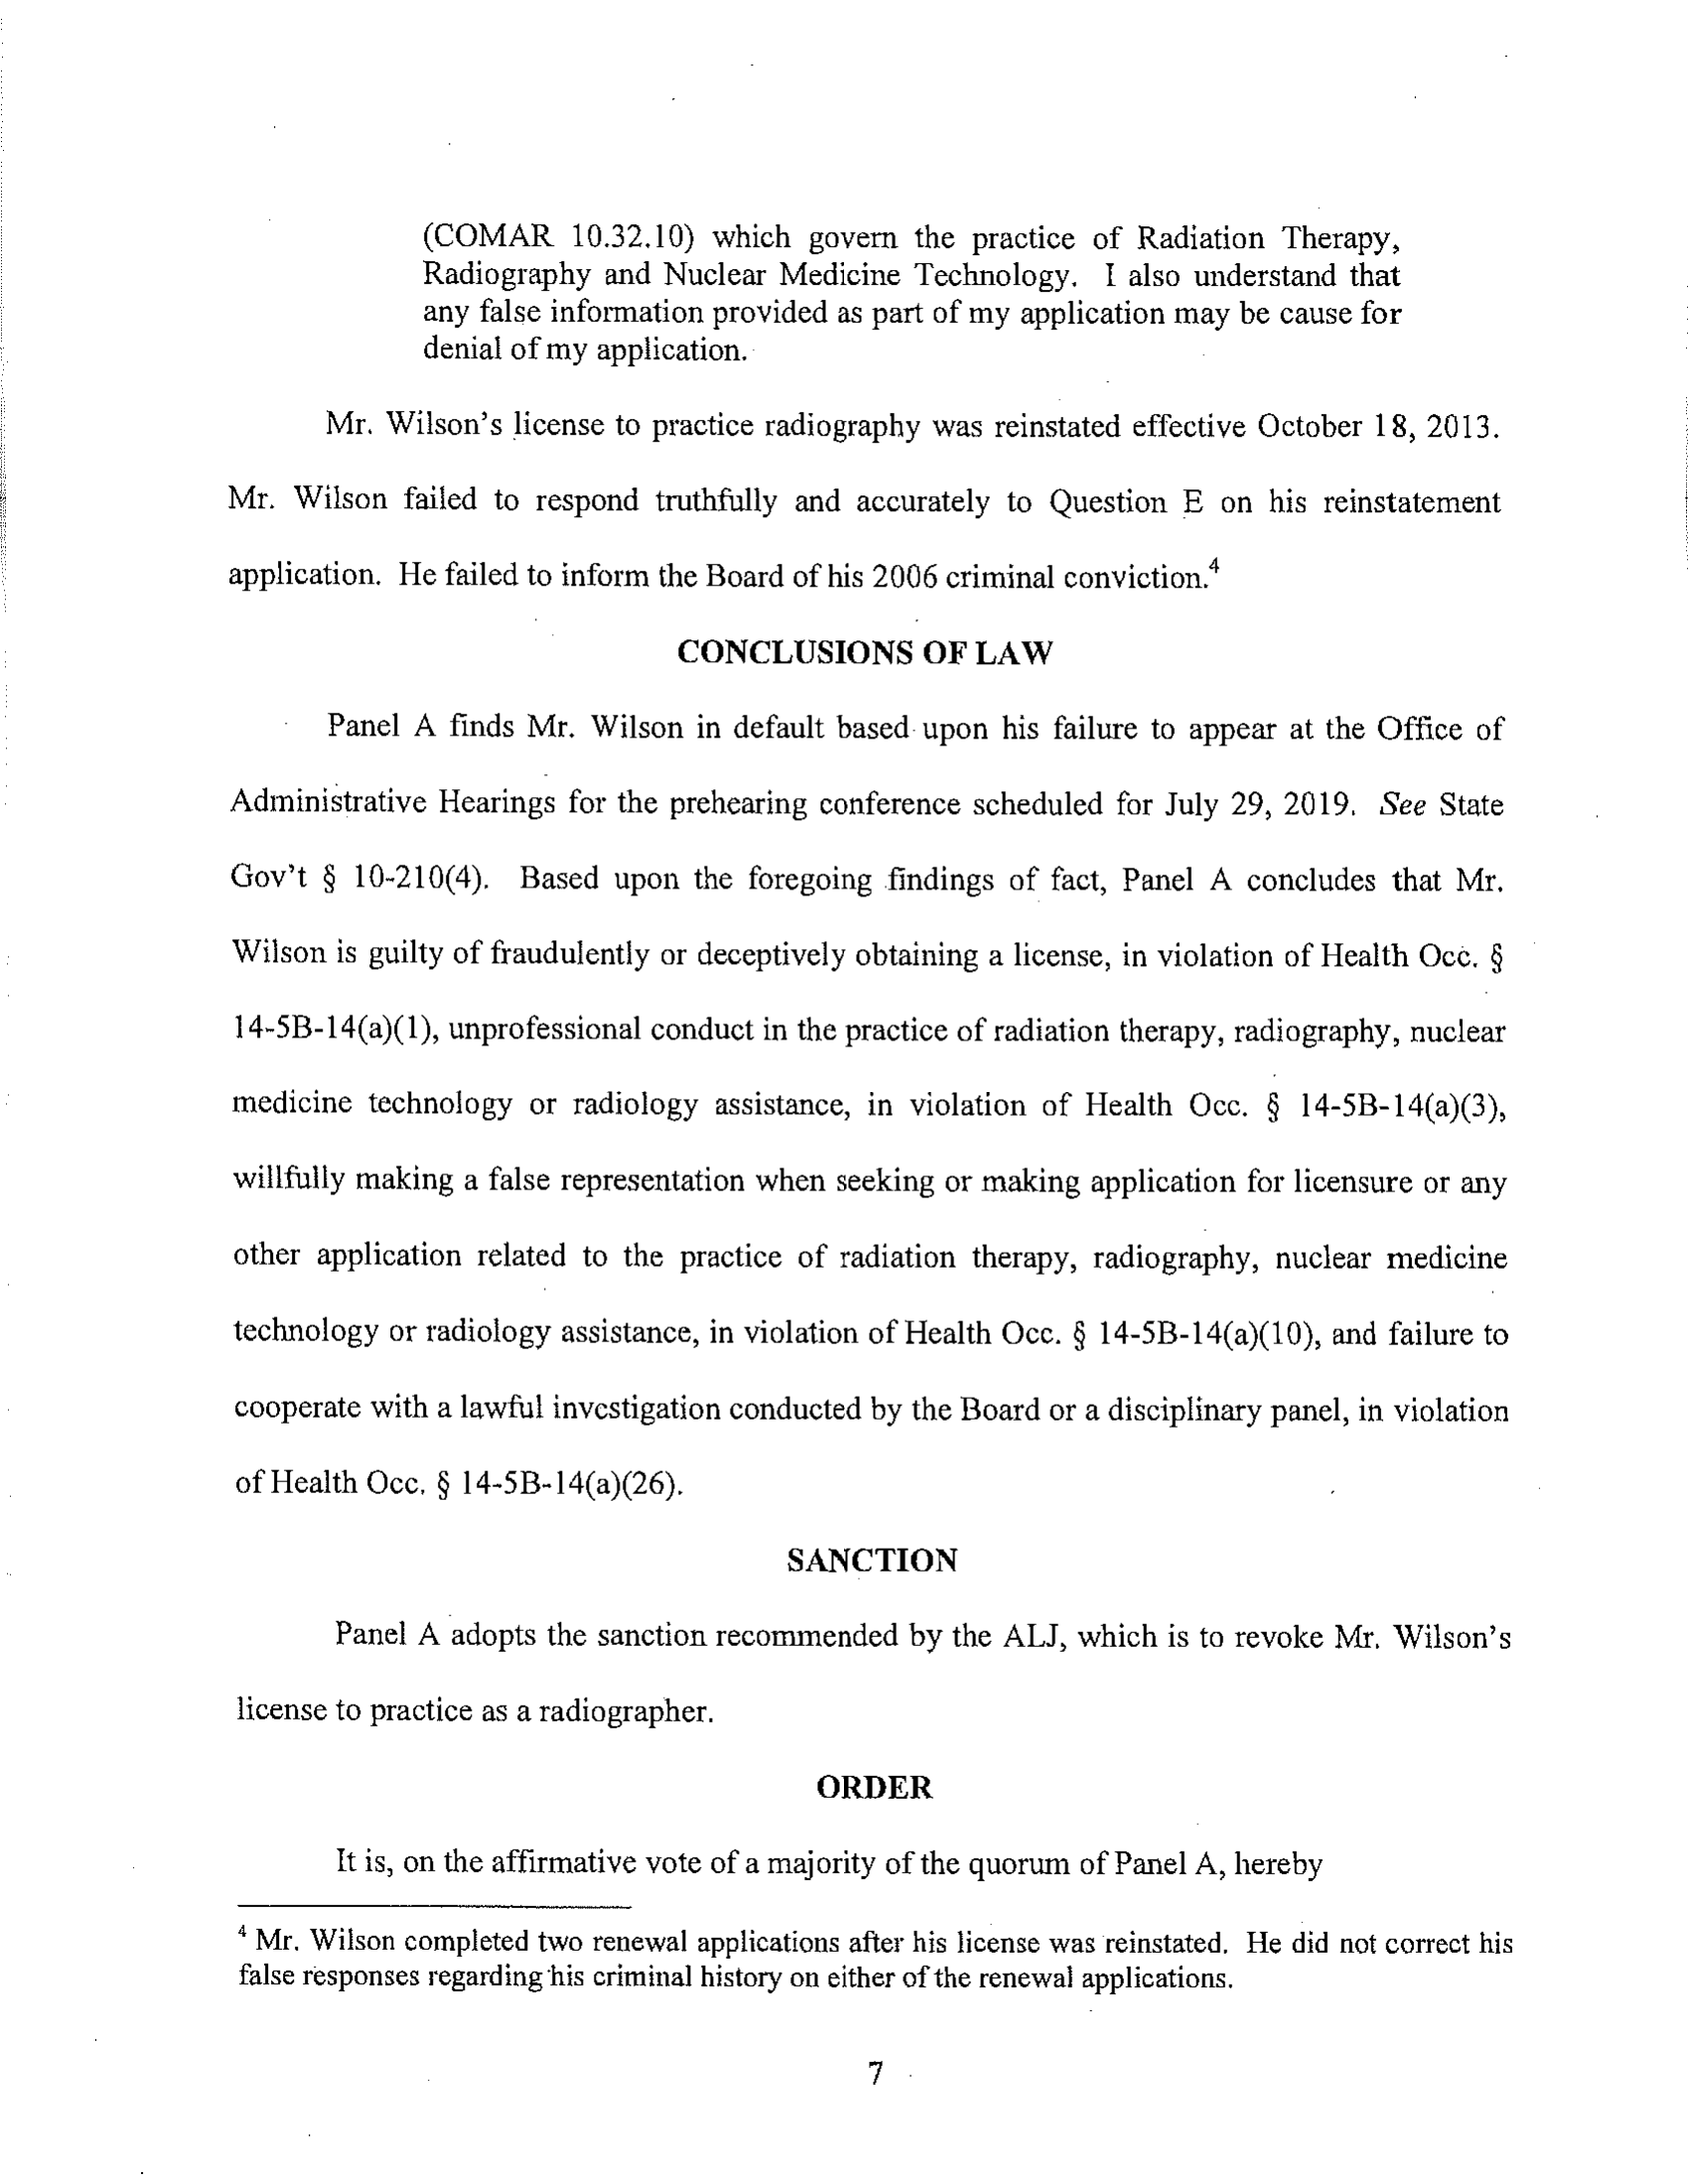 (COMAR 10.32.10) which govern the practice of Radiation Therapy,
Radiography and Nuclear Medicine Technology. I also understand that
any false information provided as part of my application may be cause for
denial of my application.
Mr. Wilson's license to practice radiography was reinstated effective October 18, 2013.
Mr. Wilson failed to respond truthfully and accurately to Question E on his reinstatement
application. He failed to inform the Board of his 2006 criminal conviction.4
CONCLUSIONS OF LAW
Panel A finds Mr. Wilson in default based upon his failure to appear at the Office of
Administrative Hearings for the prehearing conference scheduled for July 29, 2019. See State
Gov't § 10-210(4). Based upon the foregoing findings of fact, Panel A concludes that Mr.
Wilson is guilty of fraudulently or deceptively obtaining a license, in violation of Health Occ. §
14-5B-14(a)(1), unprofessional conduct in the practice of radiation therapy, radiography, nuclear
medicine technology or radiology assistance, in violation of Health Occ. § 14-5B-14(a)(3),
willfully making a false representation when seeking or making application for licensure or any
other application related to the practice of radiation therapy, radiography, nuclear medicine
technology or radiology assistance, in violation of Health Occ. § 14-5B-14(a)(10), and failure to
cooperate with a lawful investigation conducted by the Board or a disciplinary panel, in violation
of Health Occ. § 14-5B-14(a)(26).
SANCTION
Panel A adopts the sanction recommended by the ALJ, which is to revoke Mr. Wilson's
license to practice as a radiographer.
ORDER
It is, on the affirmative vote of a majority of the quorum of Panel A, hereby
4 Mr. Wilson completed two renewal applications after his license was reinstated. He did not correct his
false responses regarding his criminal history on either of the renewal applications.
7